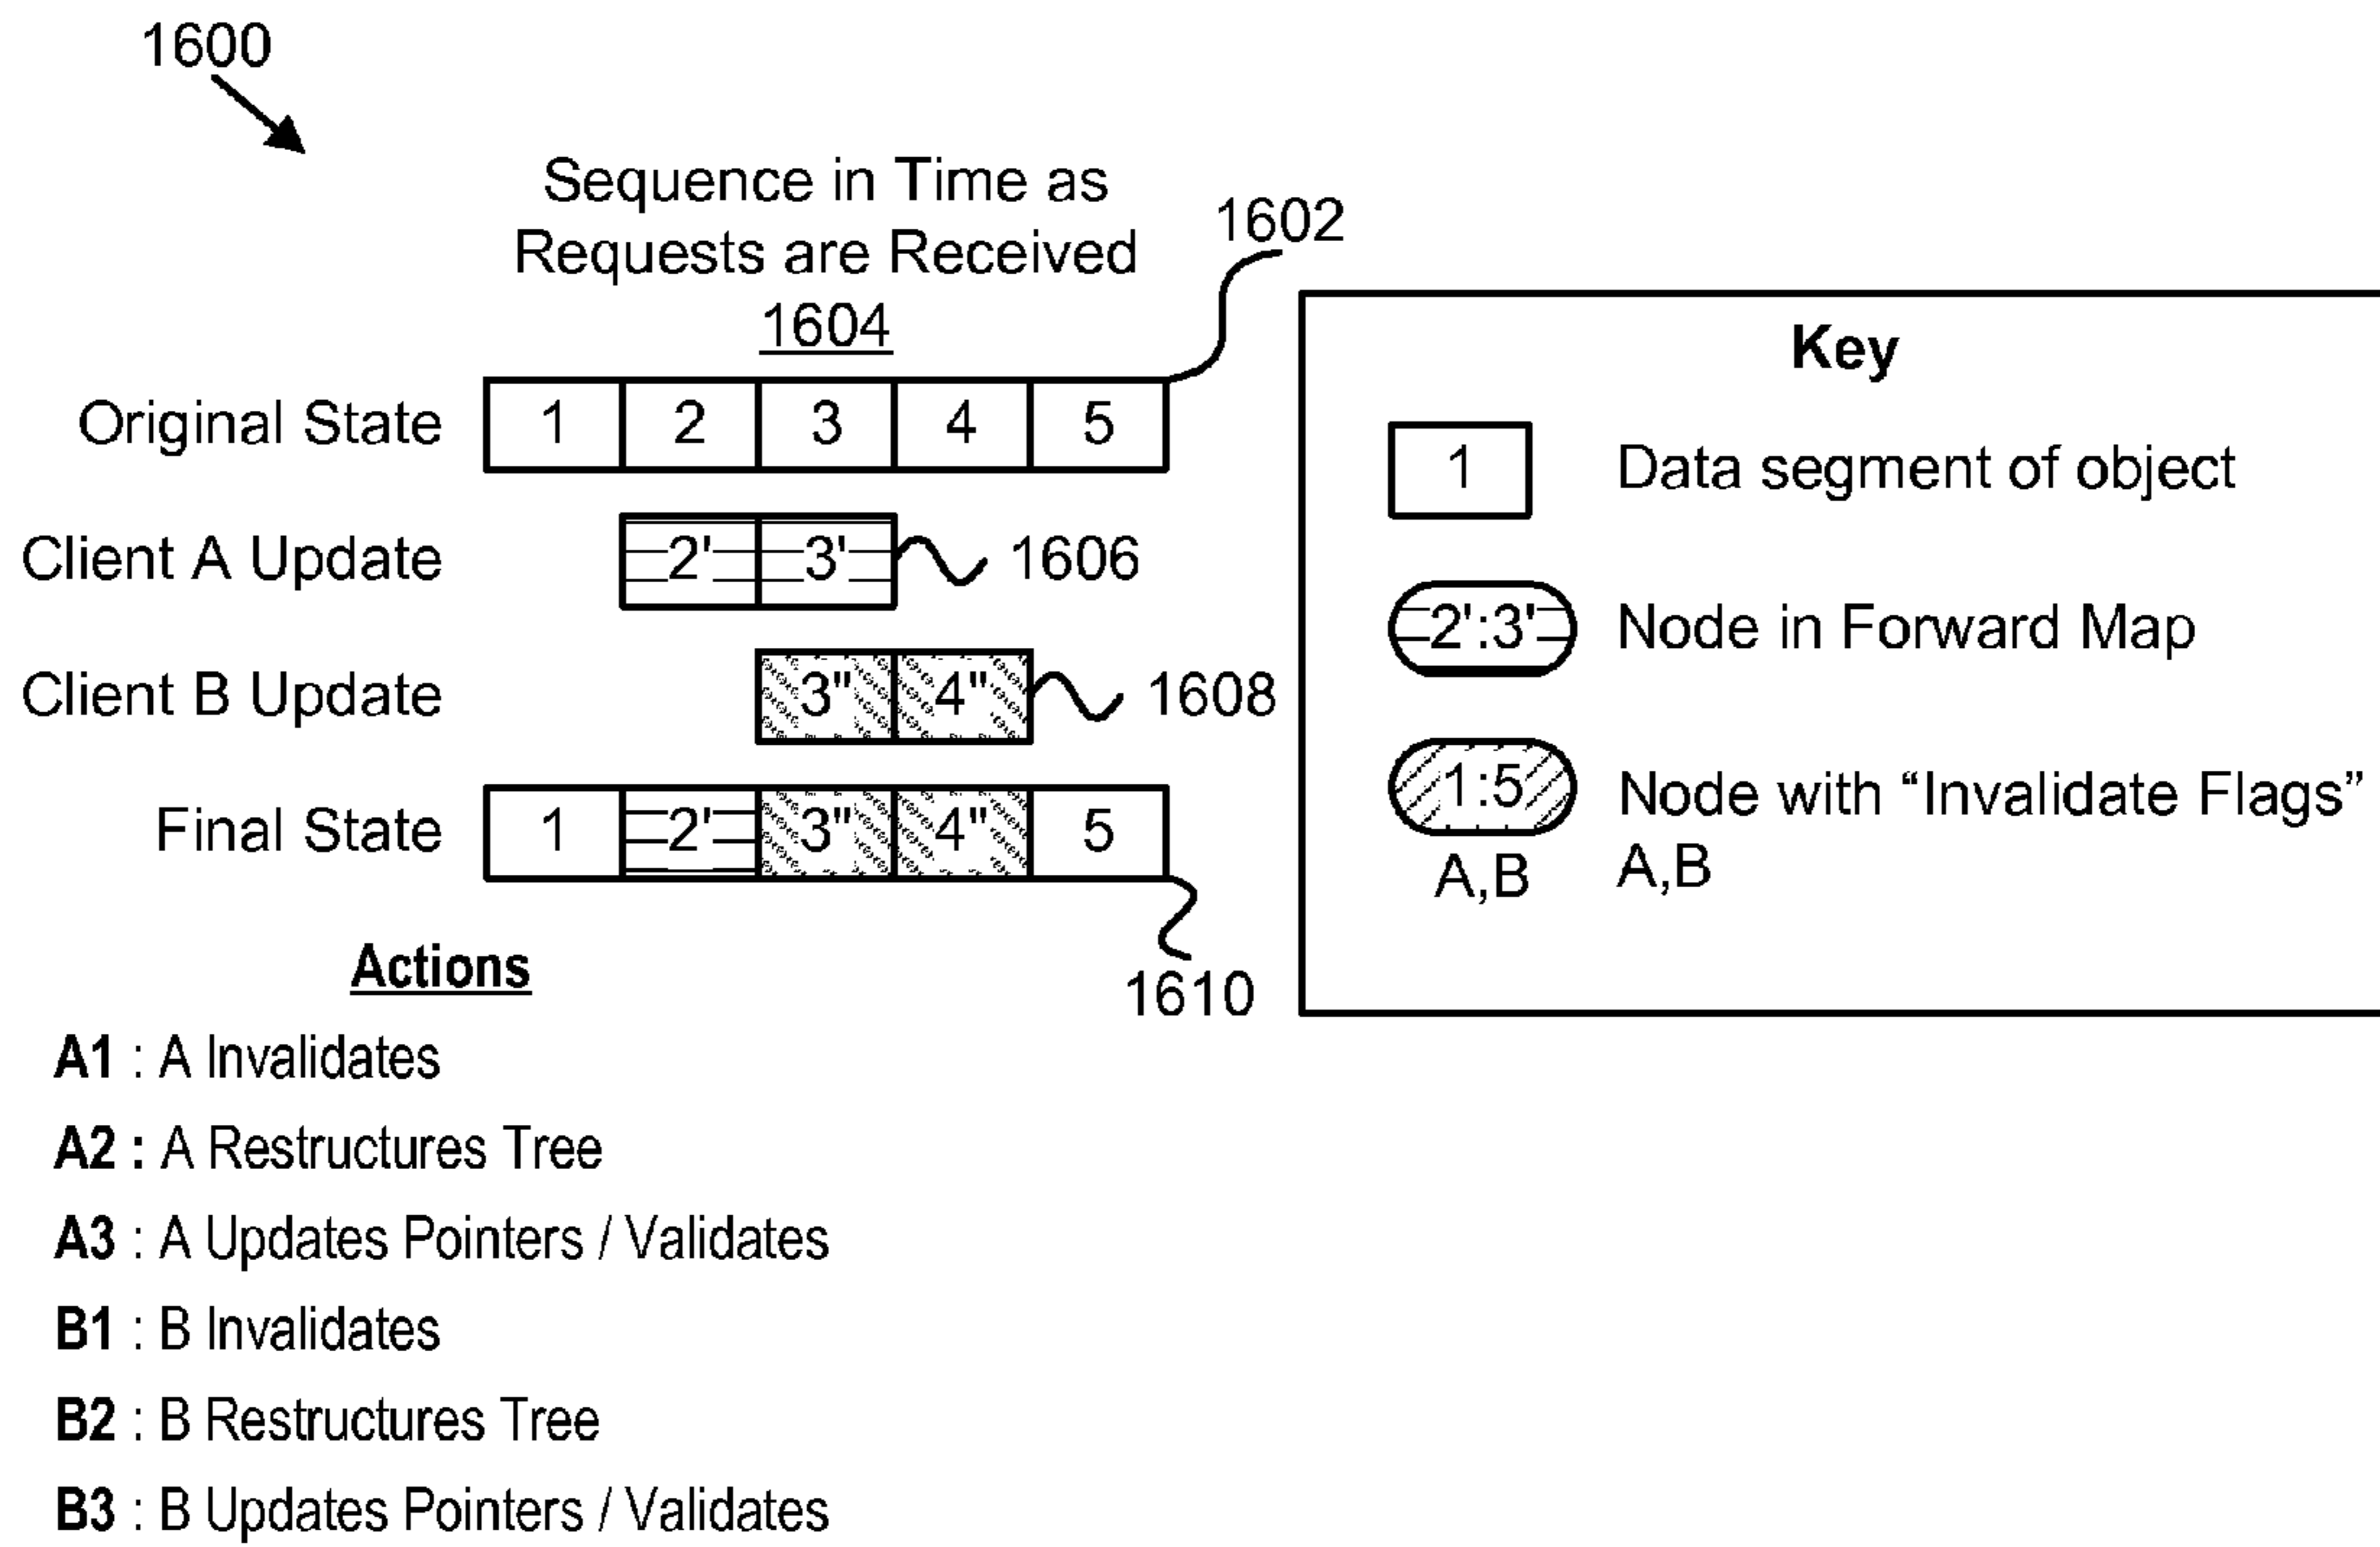 1600
Sequence in Time as
Requests are Received
1604
1602
Original State 1 2 3 4 5
Client A Update 2' 3' 1606
Client B Update 3" 4" 1608
Final State 1 2' 3" 4" 5
1610
Key
1 Data segment of object
2':3' Node in Forward Map
1:5 Node with “Invalidate Flags”
A,B A,B
Actions
A1 : A Invalidates
A2 : A Restructures Tree
A3 : A Updates Pointers / Validates
B1 : B Invalidates
B2 : B Restructures Tree
B3 : B Updates Pointers / Validates